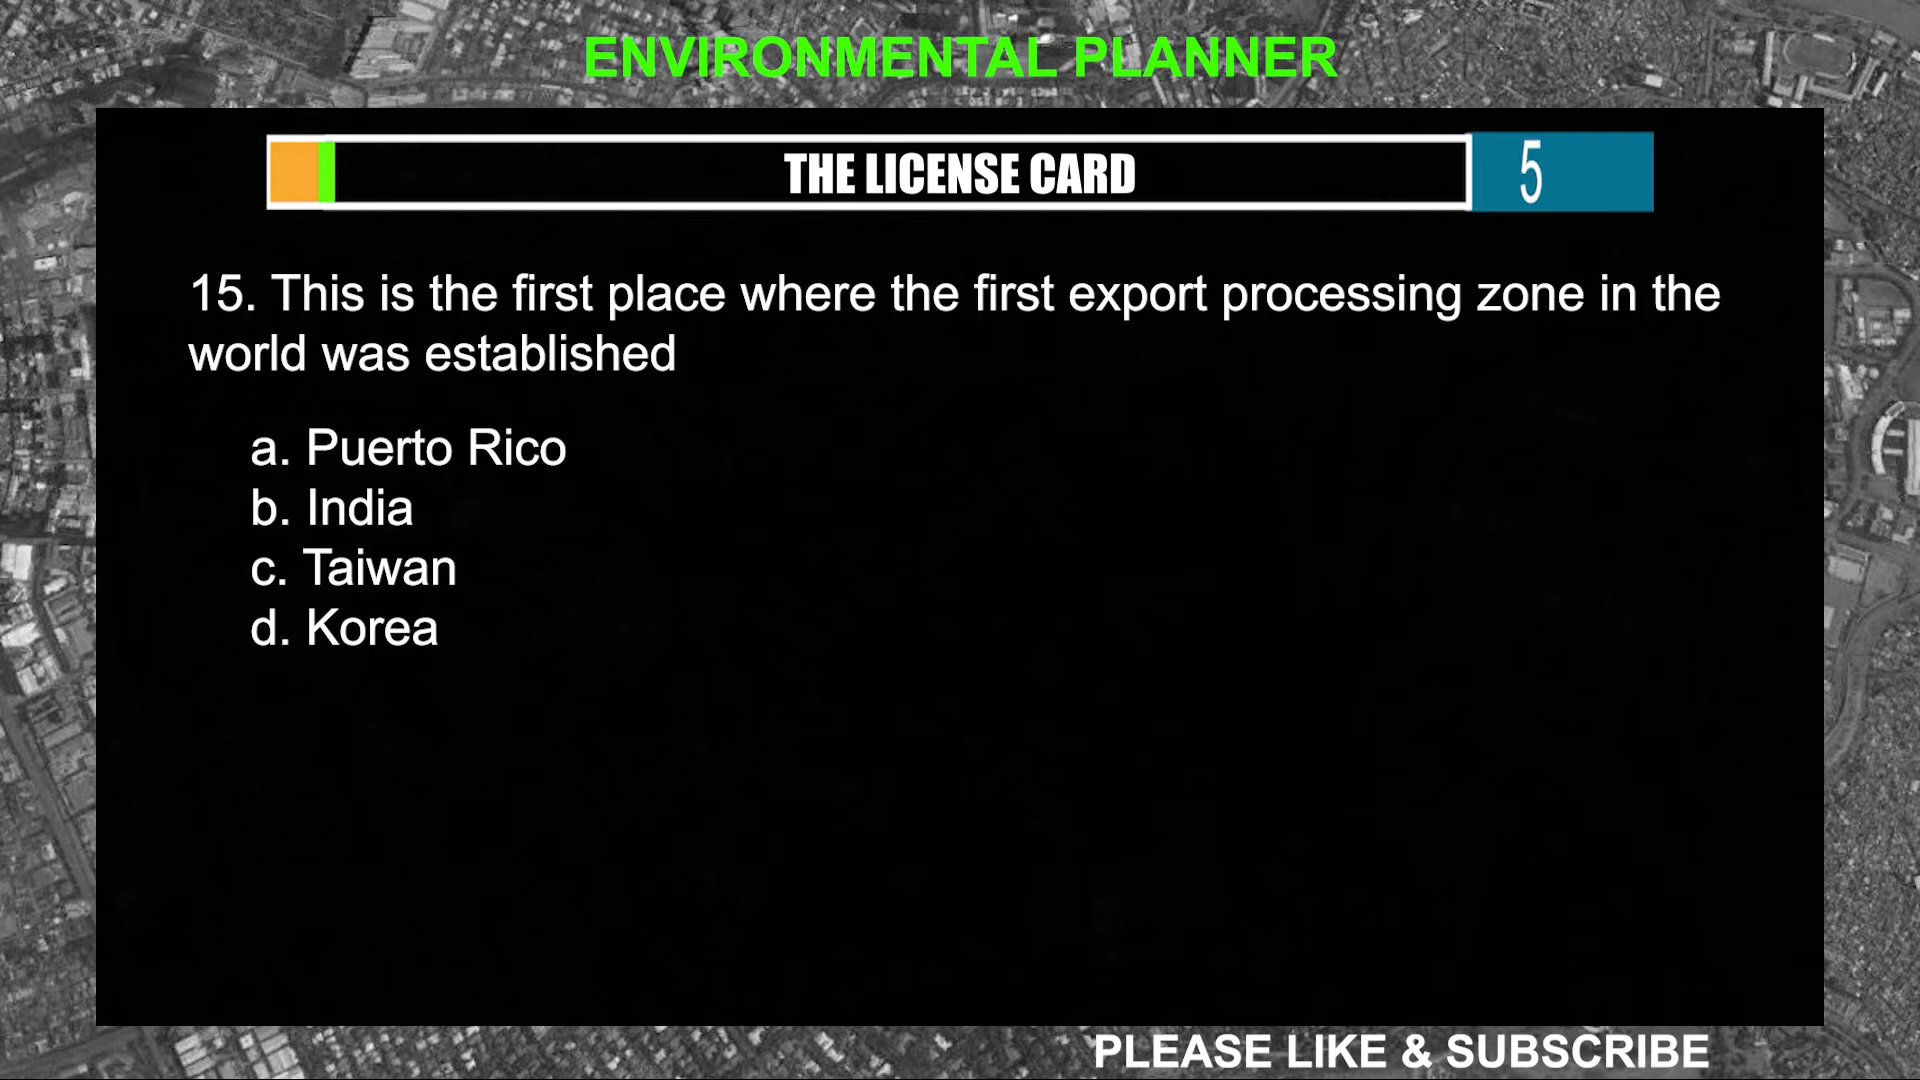 ENVIRONMENTAL PLANNER
THE LICENSE CARD
5
15. This is the first place where the first export processing zone in the
world was established
a. Puerto Rico
b. India
c. Taiwan
d. Korea
PLEASE LIKE & SUBSCRIBE